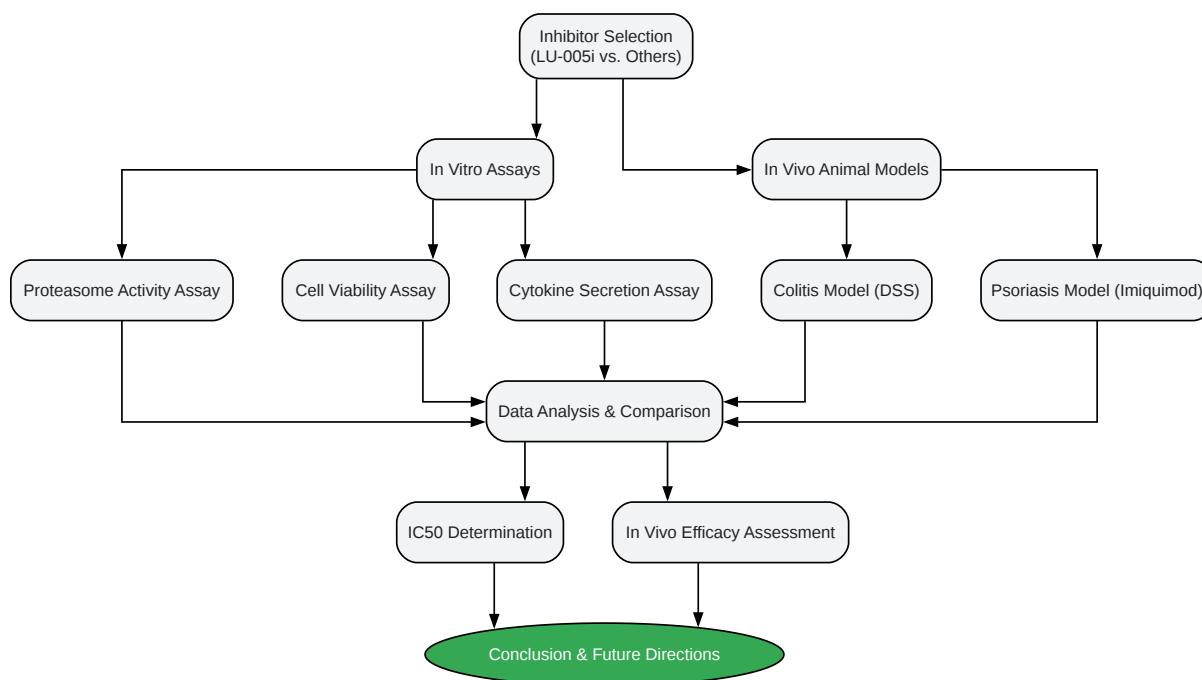 Inhibitor Selection
(LU-005i vs. Others)
In Vitro Assays
In Vivo Animal Models
Proteasome Activity Assay
Cell Viability Assay
Cytokine Secretion Assay
Colitis Model (DSS)
Psoriasis Model (Imiquimod)
Data Analysis & Comparison
IC50 Determination
In Vivo Efficacy Assessment
Conclusion & Future Directions